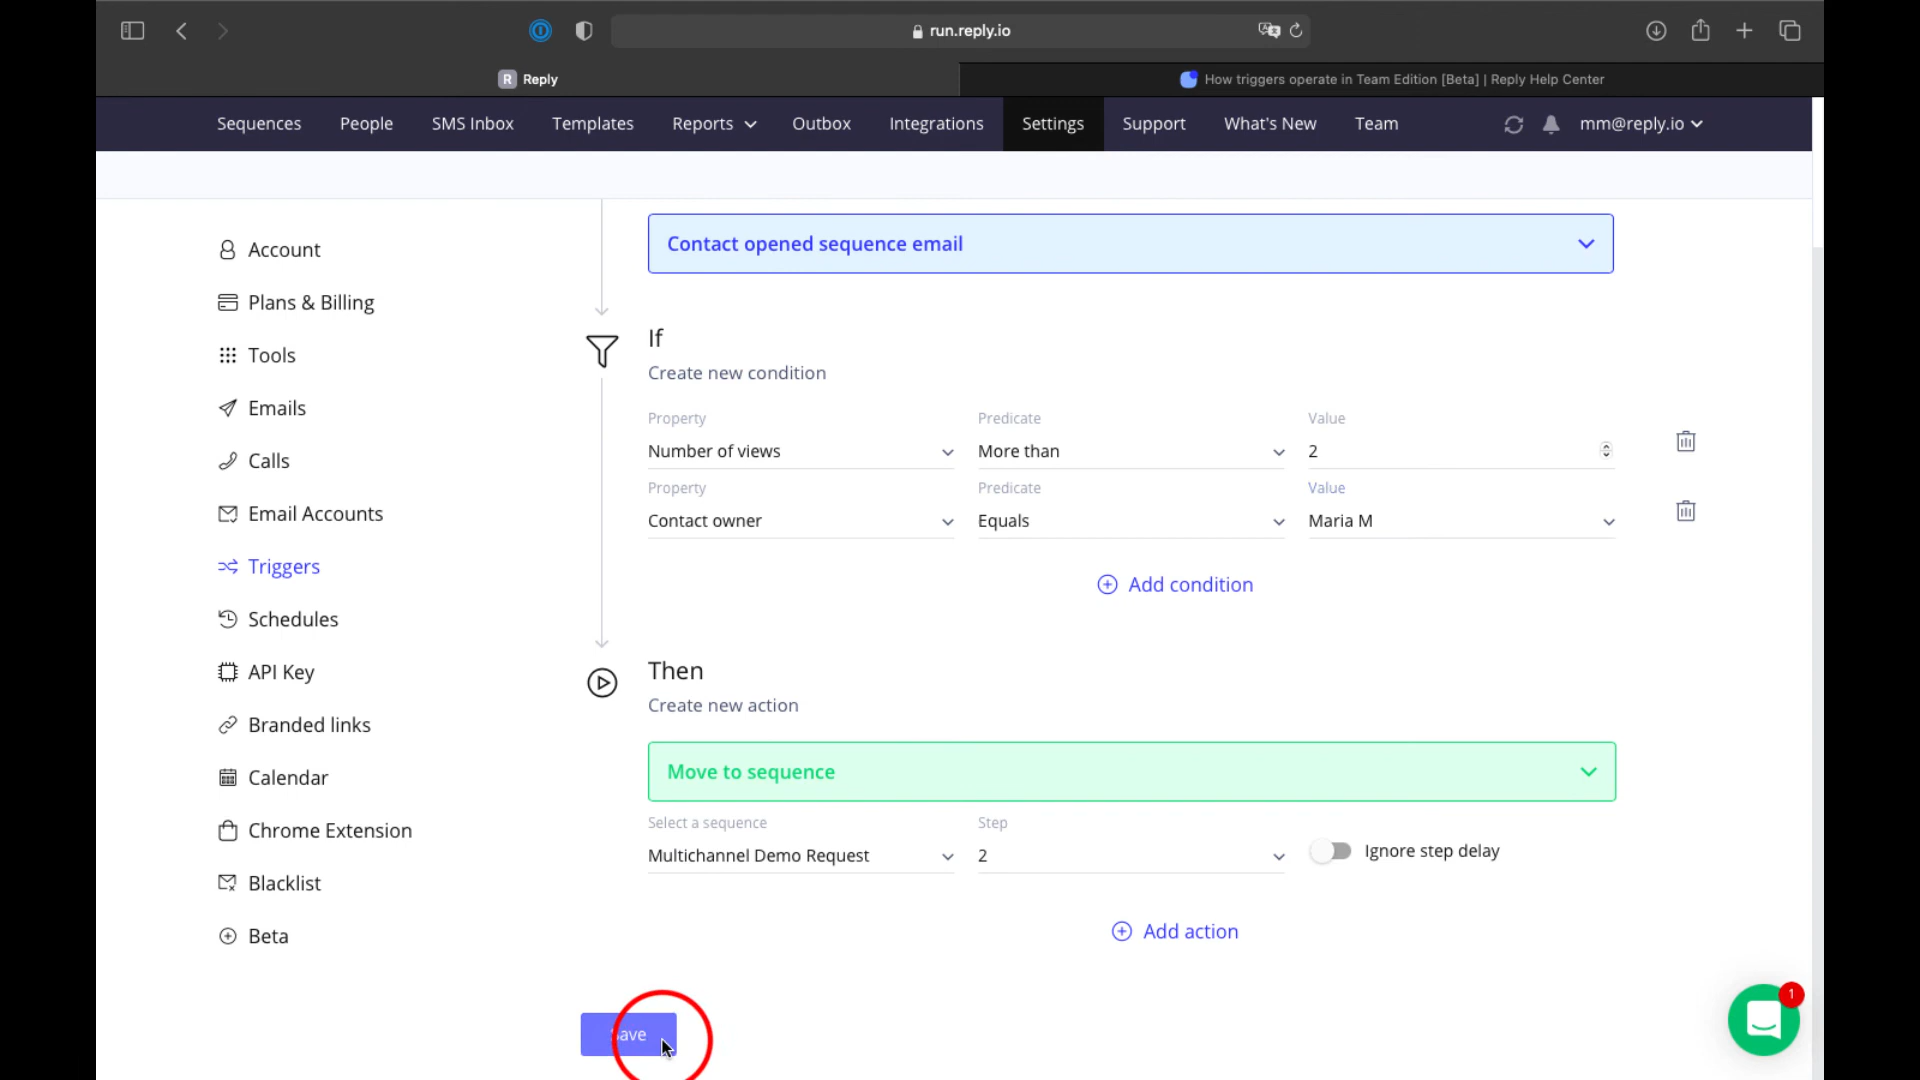 run.reply.io
R Reply
How triggers operate in Team Edition [Beta] | Reply Help Center
Sequences People SMS Inbox Templates Reports Outbox Integrations Settings Support What's New Team mm@reply.io
Contact opened sequence email
Account
Plans & Billing
Tools
Emails
Calls
Email Accounts
Triggers
Schedules
API Key
Branded links
Calendar
Chrome Extension
Blacklist
Beta
If
Create new condition
Property Predicate Value
Number of views More than 2
Property Predicate Value
Contact owner Equals Maria M
Add condition
Then
Create new action
Move to sequence
Select a sequence Step
Multichannel Demo Request 2 Ignore step delay
Add action
Save
1